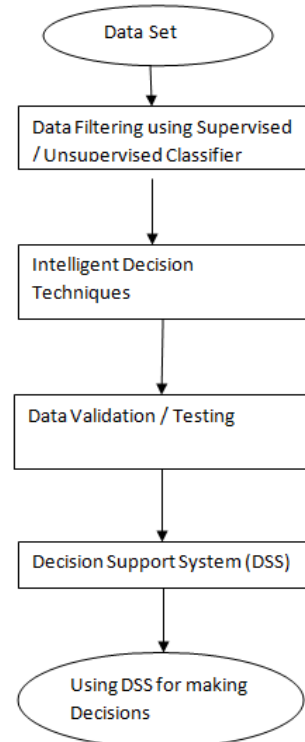 Data Set
Data Filtering using Supervised
/ Unsupervised Classifier
Intelligent Decision
Techniques
Data Validation / Testing
Decision Support System (DSS)
Using DSS for making
Decisions